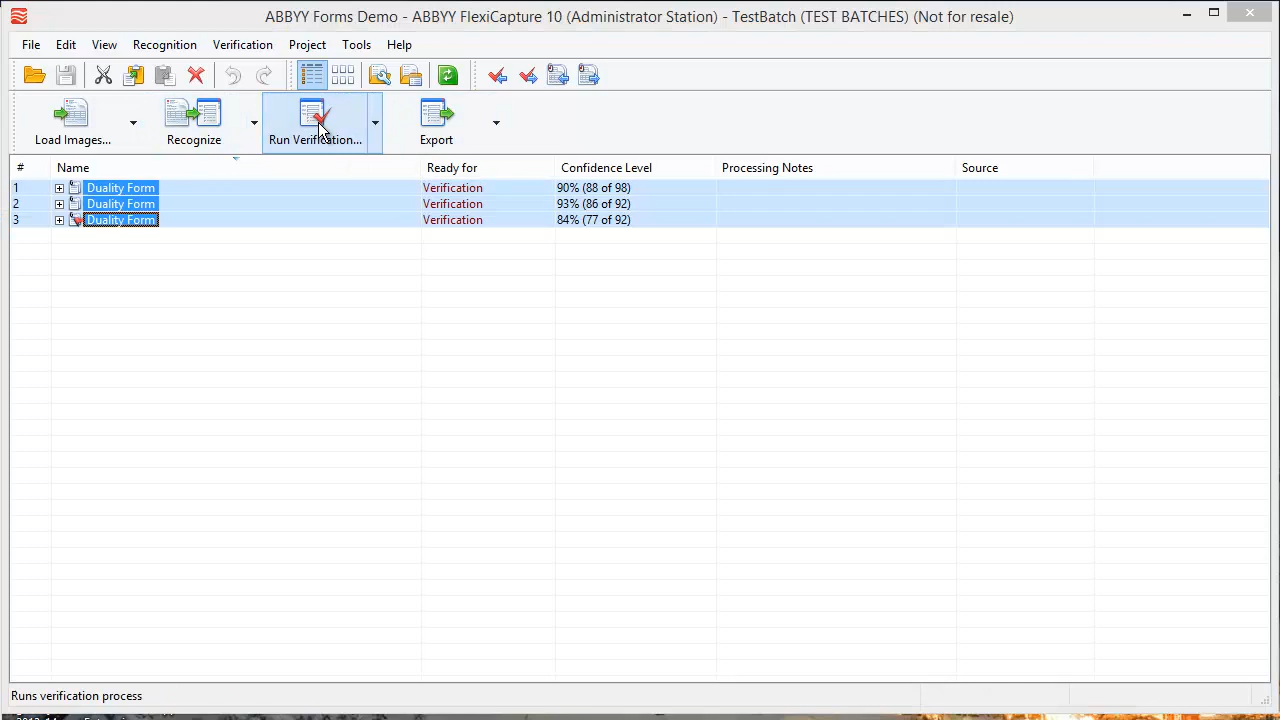 ABBYY Forms Demo - ABBYY FlexiCapture 10 (Administrator Station) - TestBatch (TEST BATCHES) (Not for resale)
File Edit View Recognition Verification Project Tools Help
Load Images... Recognize Run Verification... Export
# Name Ready for Confidence Level Processing Notes Source
1 Duality Form Verification 90% (88 of 98)
2 Duality Form Verification 93% (86 of 92)
3 Duality Form Verification 84% (77 of 92)
Runs verification process